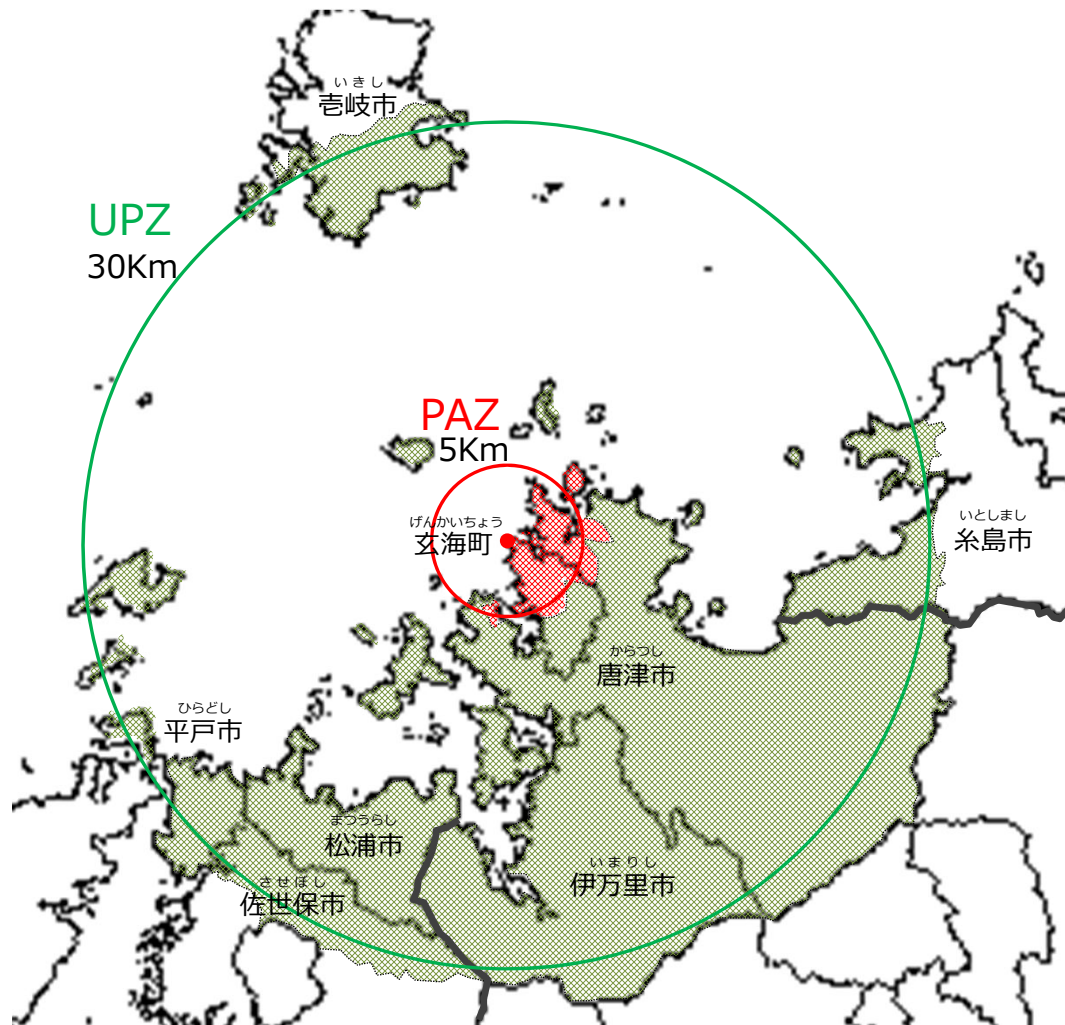 いきし
壱岐市
UPZ
30Km
PAZ
5Km
げんかいちょう
玄海町
いとしまし
糸島市
からつし
唐津市
ひらどし
平戸市
まつうらし
松浦市
いまりし
伊万里市
させぼし
佐世保市